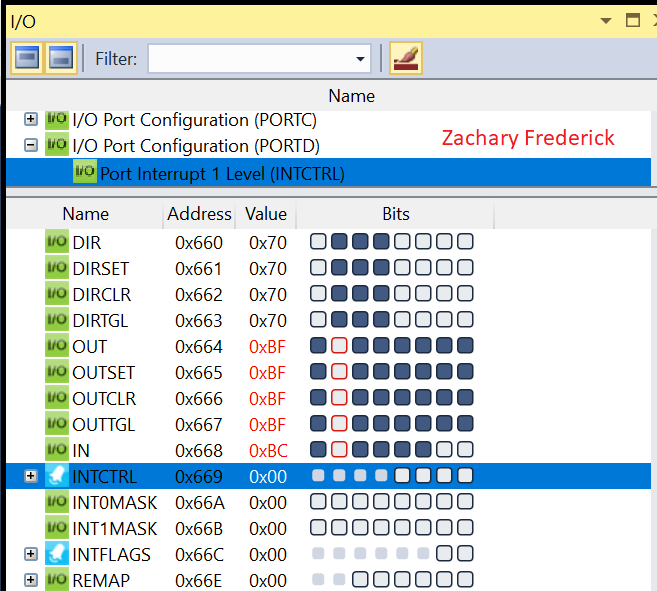 I/O
Filter:
Name
I/O I/O Port Configuration (PORTC)
Zachary Frederick
I/O I/O Port Configuration (PORTD)
I/O Port Interrupt 1 Level (INTCTRL)
Name Address Value Bits
I/O DIR 0x660 0x70
I/O DIRSET 0x661 0x70
I/O DIRCLR 0x662 0x70
I/O DIRTGL 0x663 0x70
I/O OUT 0x664 0xBF
I/O OUTSET 0x665 0xBF
I/O OUTCLR 0x666 0xBF
I/O OUTTGL 0x667 0xBF
I/O IN 0x668 0xBC
INTCTRL 0x669 0x00
I/O INT0MASK 0x66A 0x00
I/O INT1MASK 0x66B 0x00
INTFLAGS 0x66C 0x00
I/O REMAP 0x66E 0x00